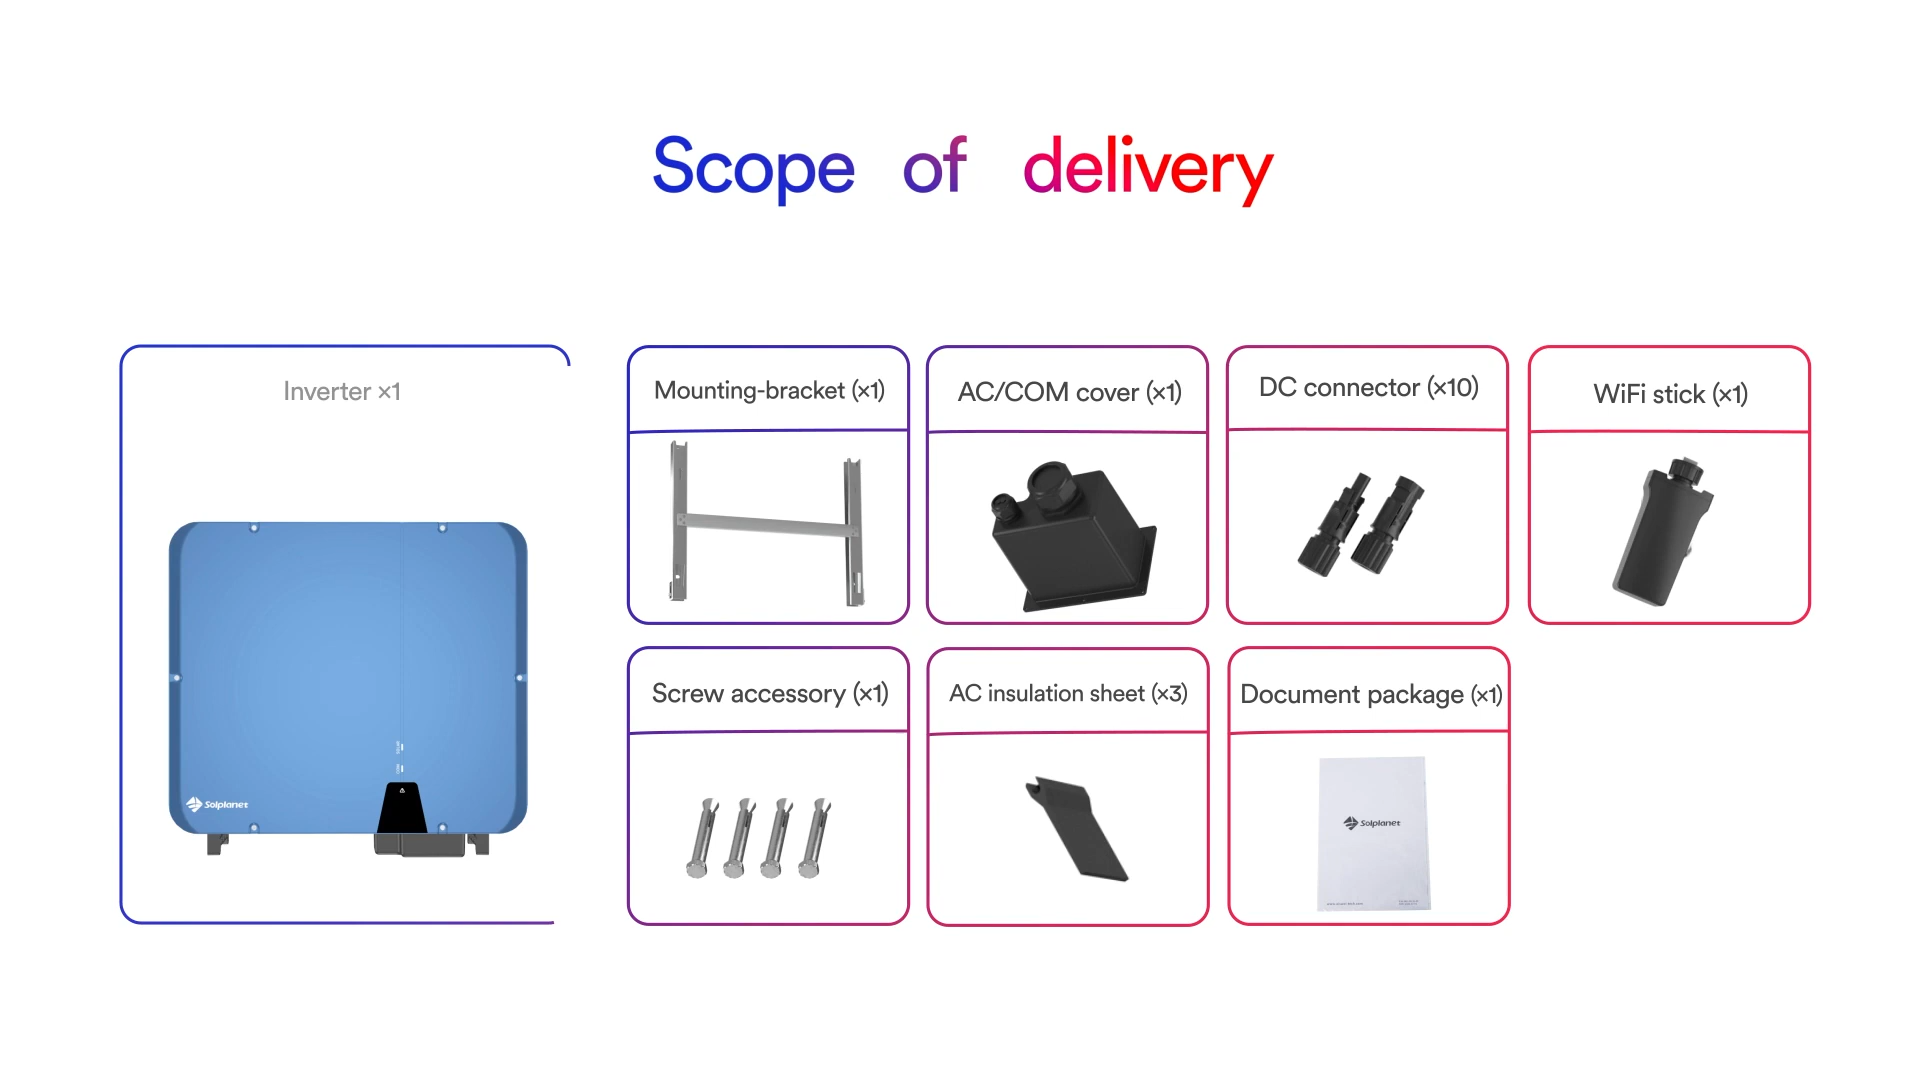 Scope of delivery
Inverter ×1
Mounting-bracket (×1)
AC/COM cover (×1)
DC connector (×10)
WiFi stick (×1)
Solplanet
Screw accessory (×1)
AC insulation sheet (×3)
Document package (×1)
Solplanet